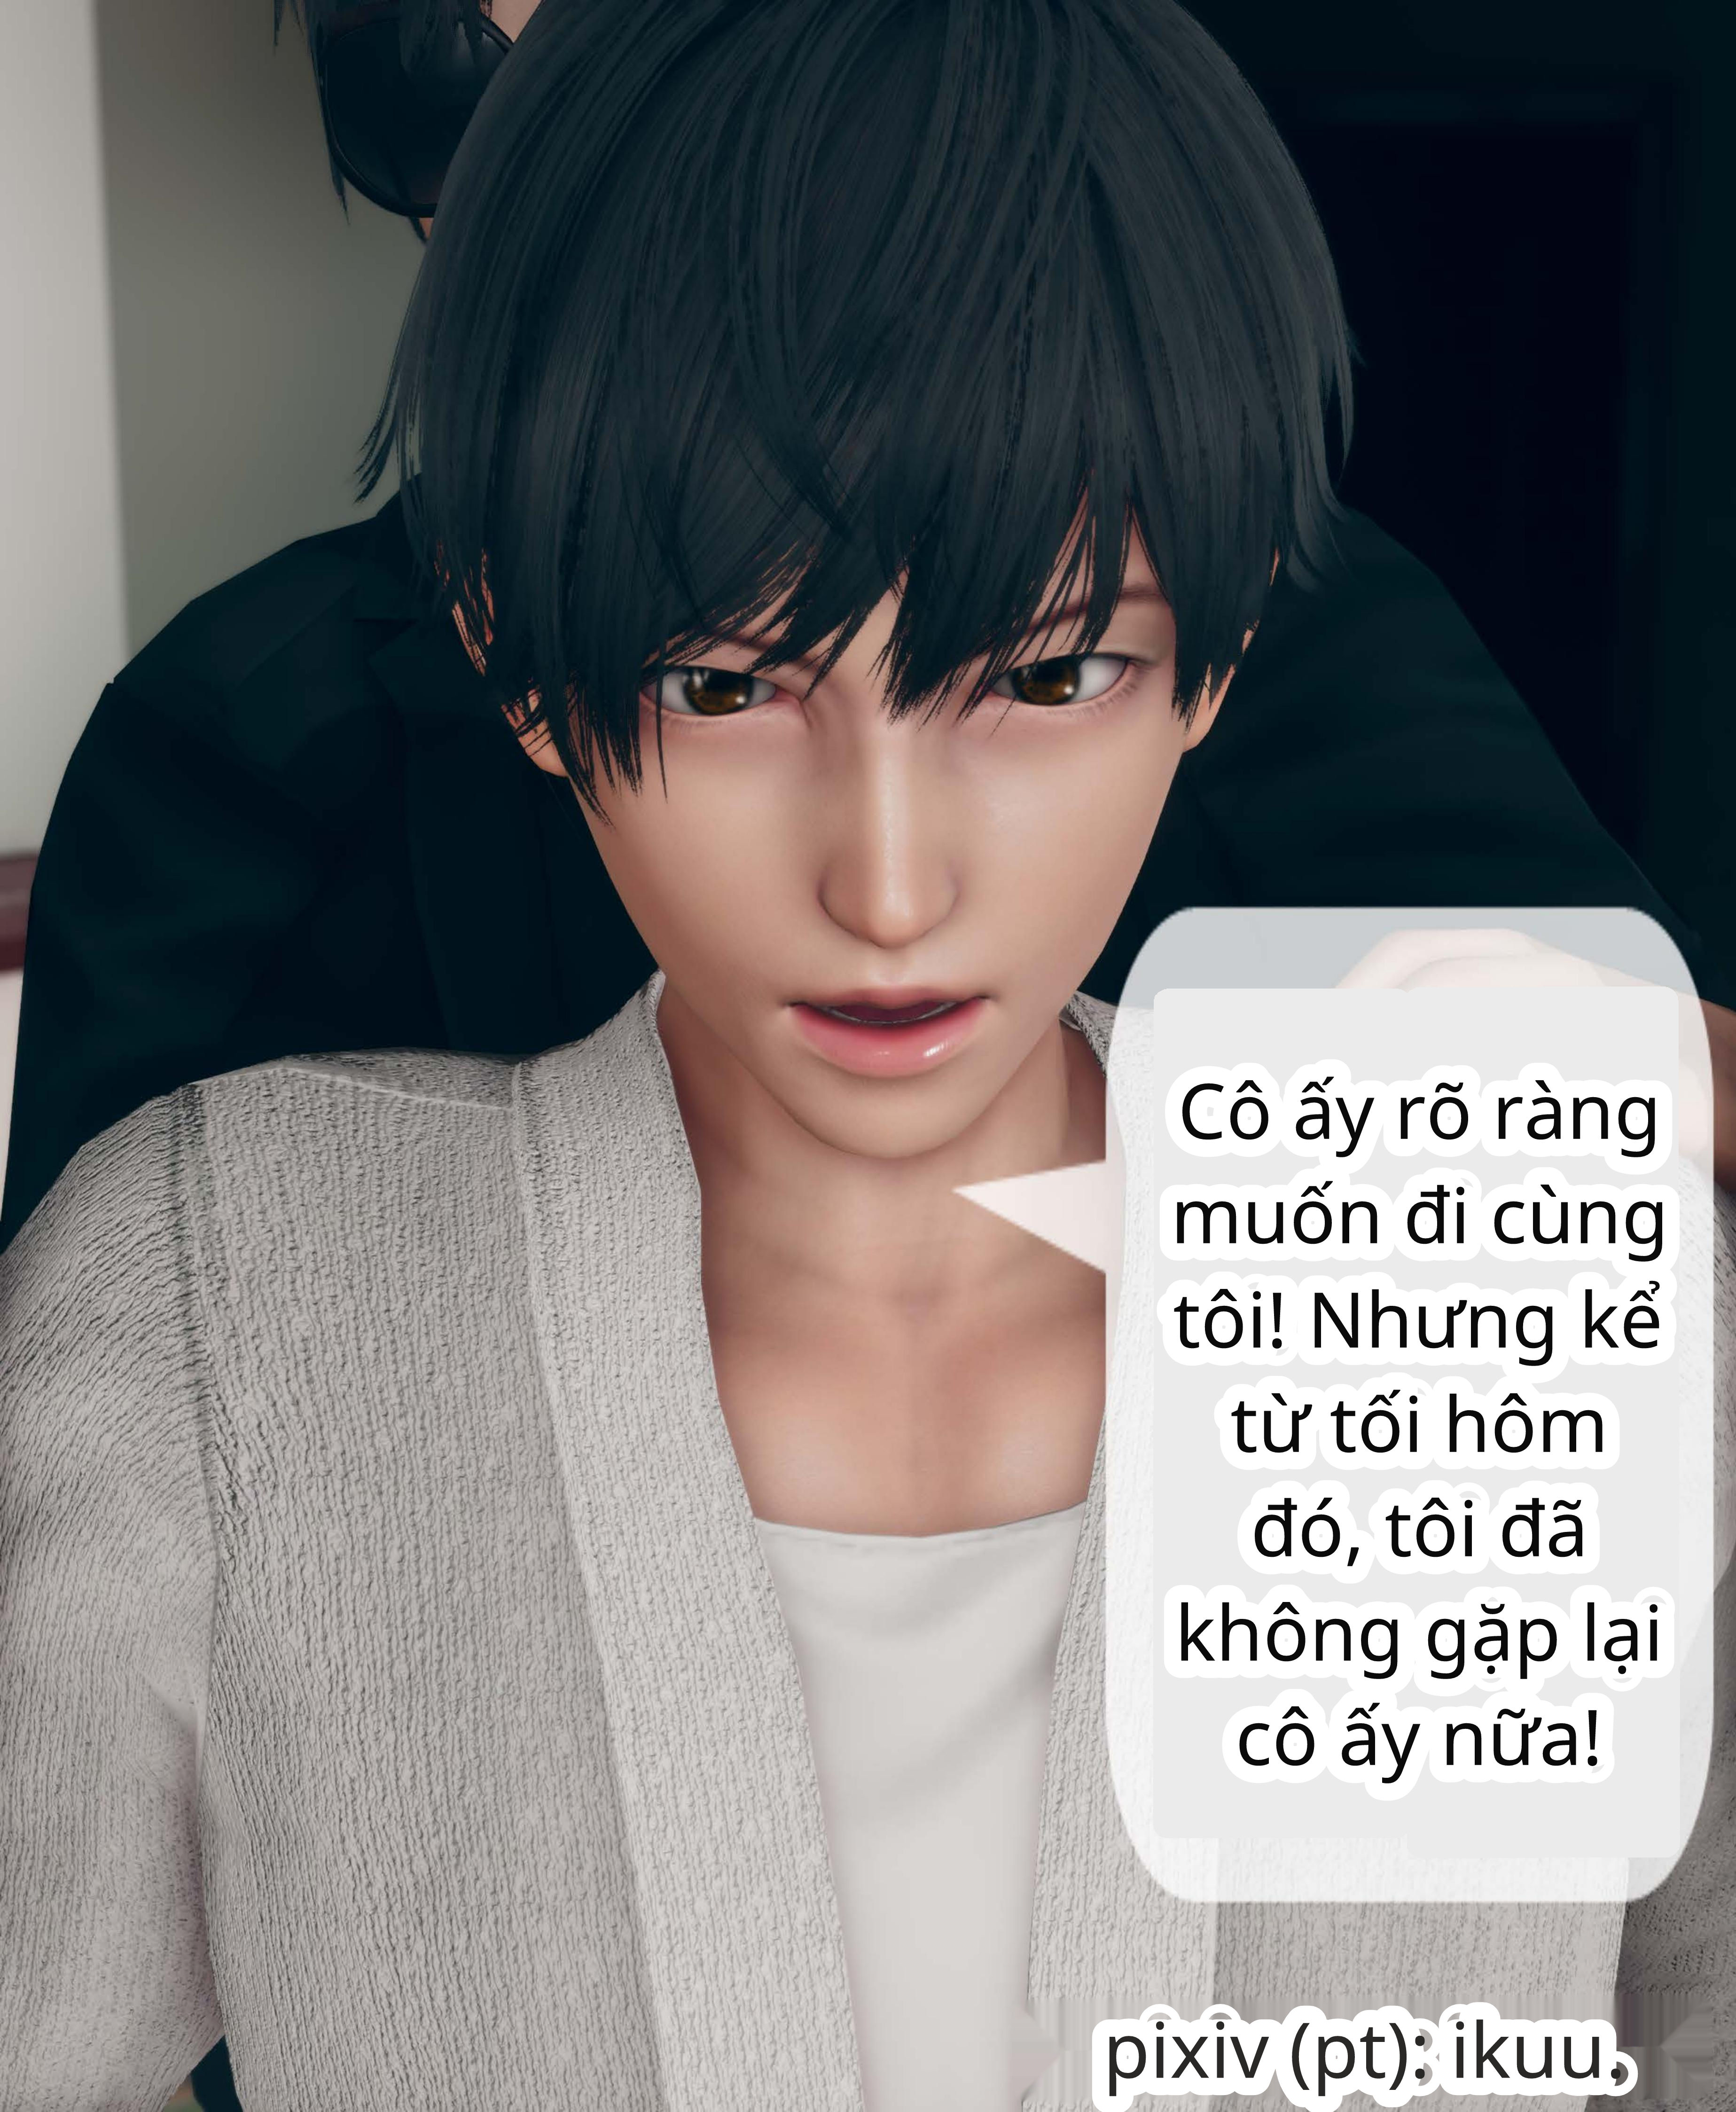 Cô ấy rõ ràng
muốn đi cùng
tôi! Nhưng kể
từ tối hôm
đó, tôi đã
không gặp lại
cô ấy nữa!
pixiv (pt): ikuu.